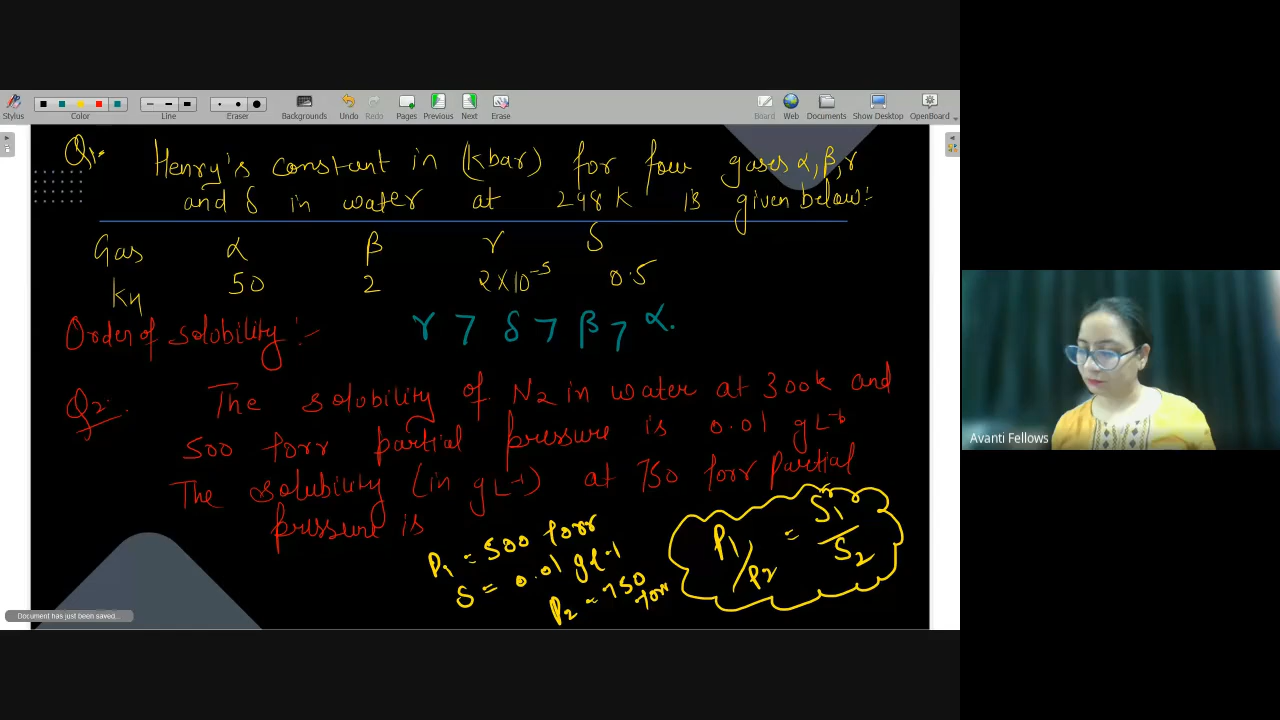 Stylus
Color
Line
Eraser
Backgrounds
Undo
Redo
Pages
Previous
Next
Erase
Board
Web
Documents
Show Desktop
OpenBoard
Q1.
Henry's constant in (kbar) for four gases α, β, γ
and δ in water at 298 K is given below:-
Gas α β γ δ
KH 50 2 2×10⁻⁵ 0.5
Order of solubility :- γ > δ > β > α.
Q2. The solobility of N2 in water at 300k and
500 torr partial pressure is 0.01 gL⁻¹.
The solubility (in gL⁻¹) at 750 torr partial
pressure is
P1 = 500 torr
S = 0.01 gL⁻¹
P2 = 750
torr
P1/P2 = S1/S2
Avanti Fellows
Document has just been saved...